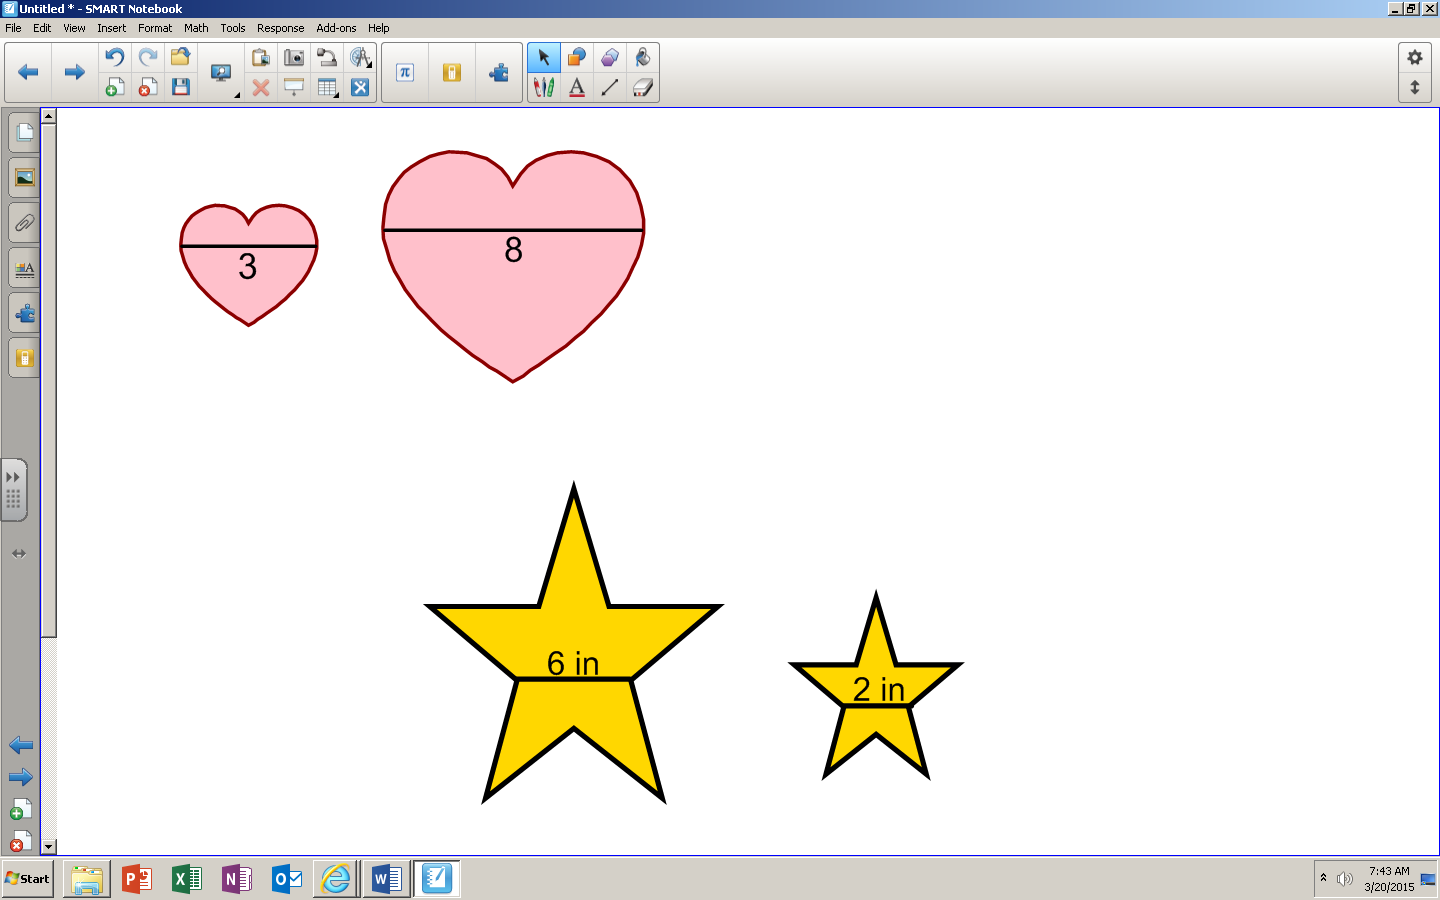 Untitled * - SMART Notebook
File Edit View Insert Format Math Tools Response Add-ons Help
π
A
A
3
8
6 in
2 in
Start
P
X
N
O
W
7:43 AM
3/20/2015